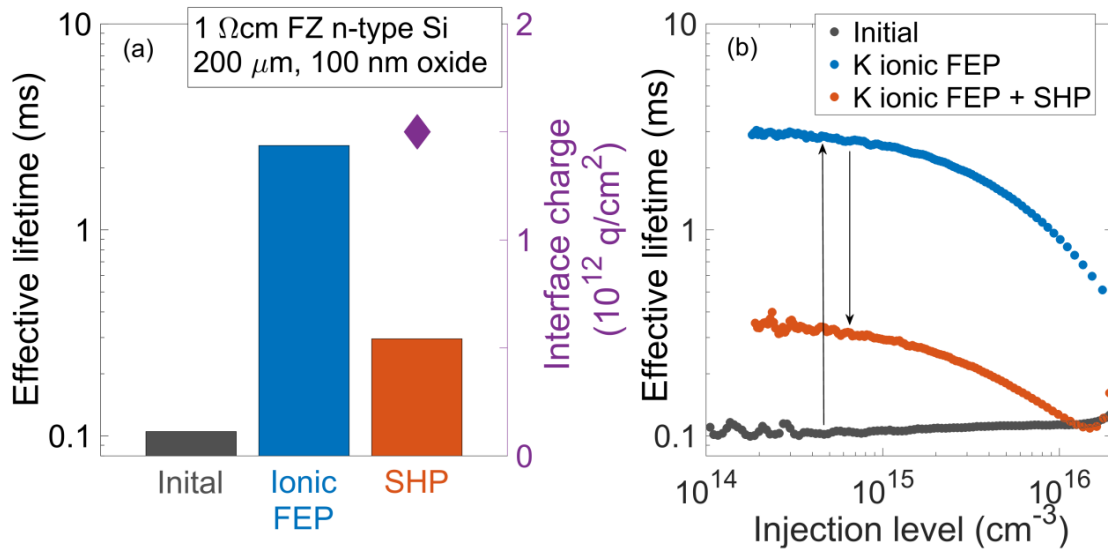 (a)
1 Ωcm FZ n-type Si
200 μm, 100 nm oxide
Effective lifetime (ms)
10
1
0.1
Inital
Ionic
FEP
SHP
2
1
0
Interface charge
(10^12 q/cm^2)
(b)
Initial
K ionic FEP
K ionic FEP + SHP
Effective lifetime (ms)
10
1
0.1
10^14
10^15
10^16
Injection level (cm^-3)